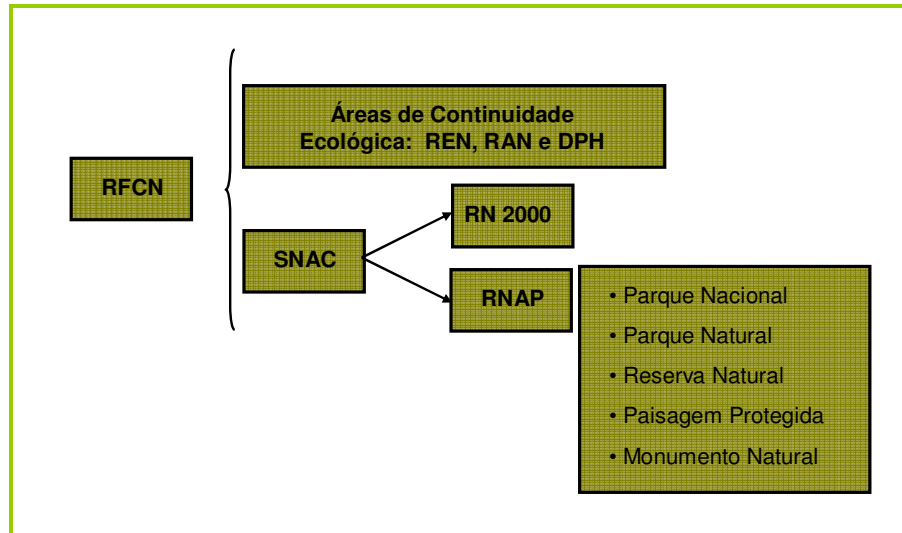 Áreas de Continuidade
Ecológica: REN, RAN e DPH
RFCN
SNAC
RN 2000
RNAP
• Parque Nacional
• Parque Natural
• Reserva Natural
• Paisagem Protegida
• Monumento Natural